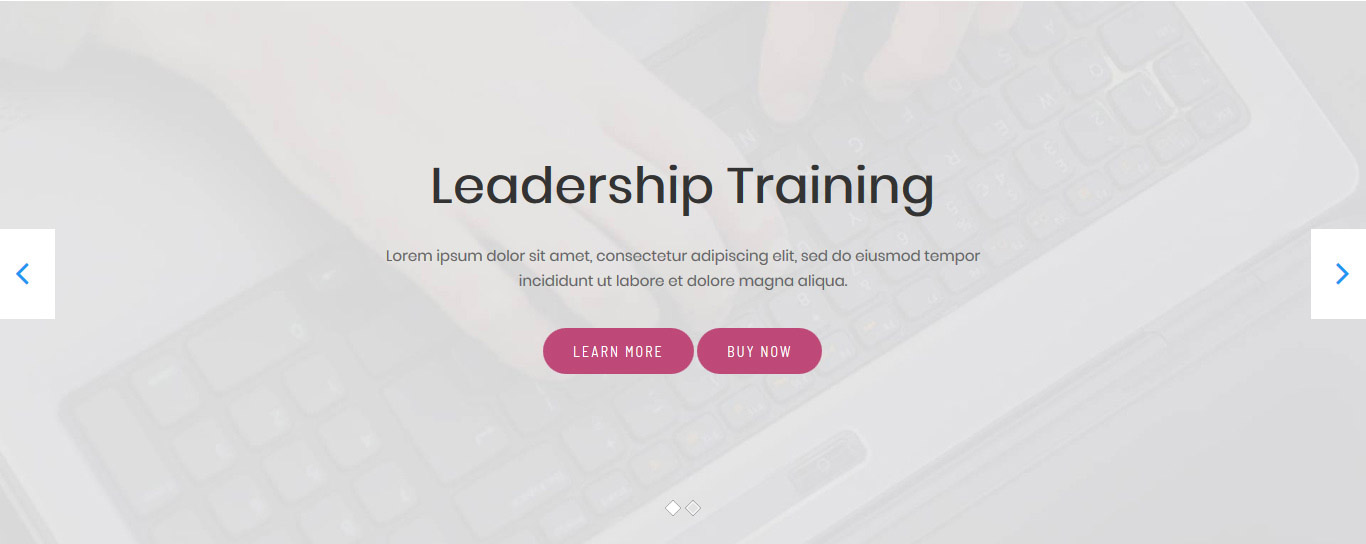 Leadership Training
Lorem ipsum dolor sit amet, consectetur adipiscing elit, sed do eiusmod tempor
incididunt ut labore et dolore magna aliqua.
LEARN MORE BUY NOW